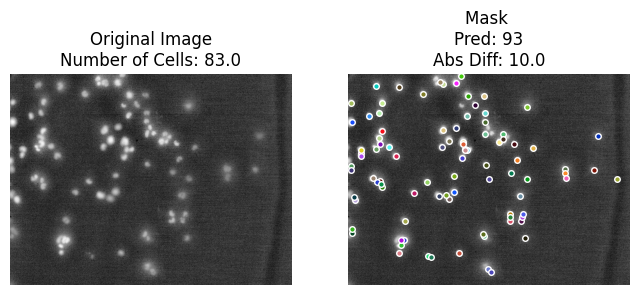 Original Image
Number of Cells: 83.0
Mask
Pred: 93
Abs Diff: 10.0